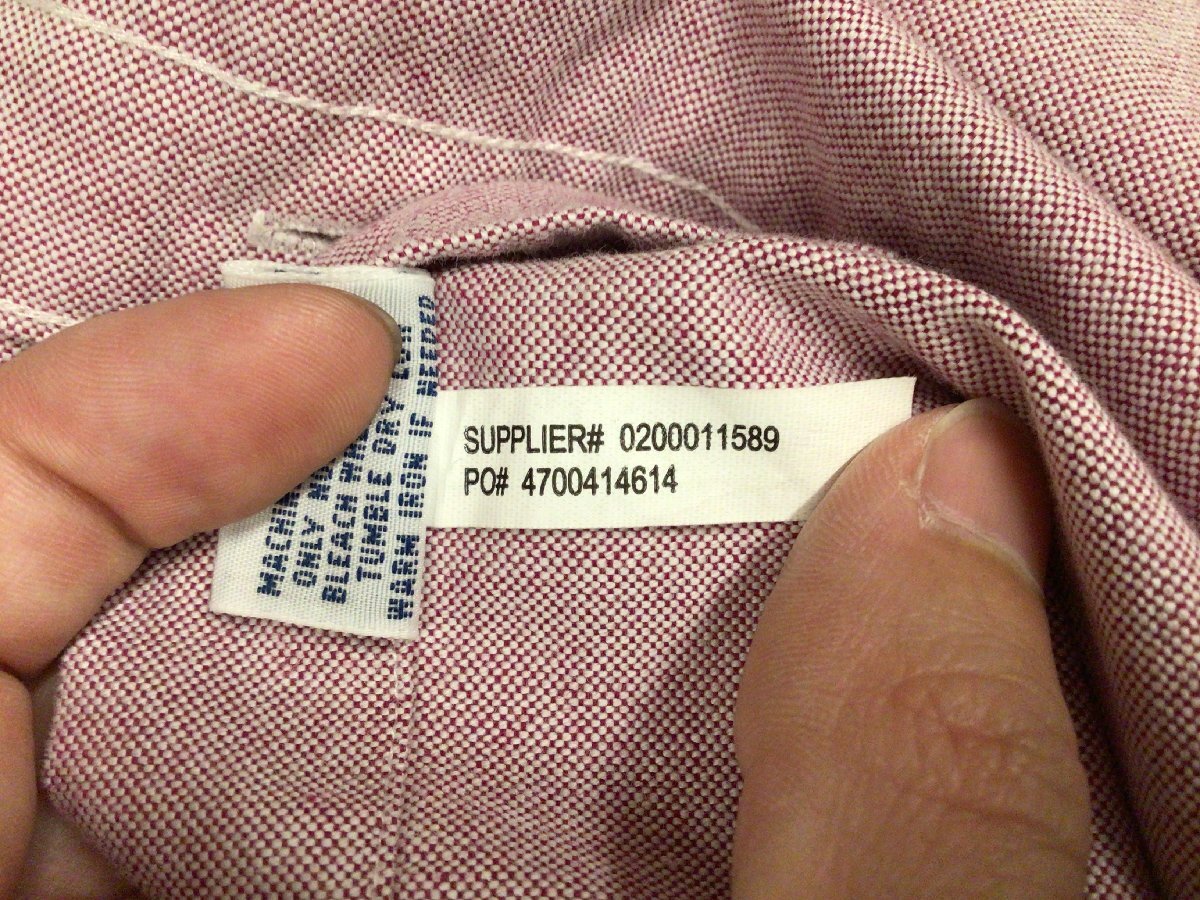 ONLY
BLEACH
TUMBLE DRY
WARM IRON IF NEEDED
SUPPLIER# 0200011589
PO# 4700414614